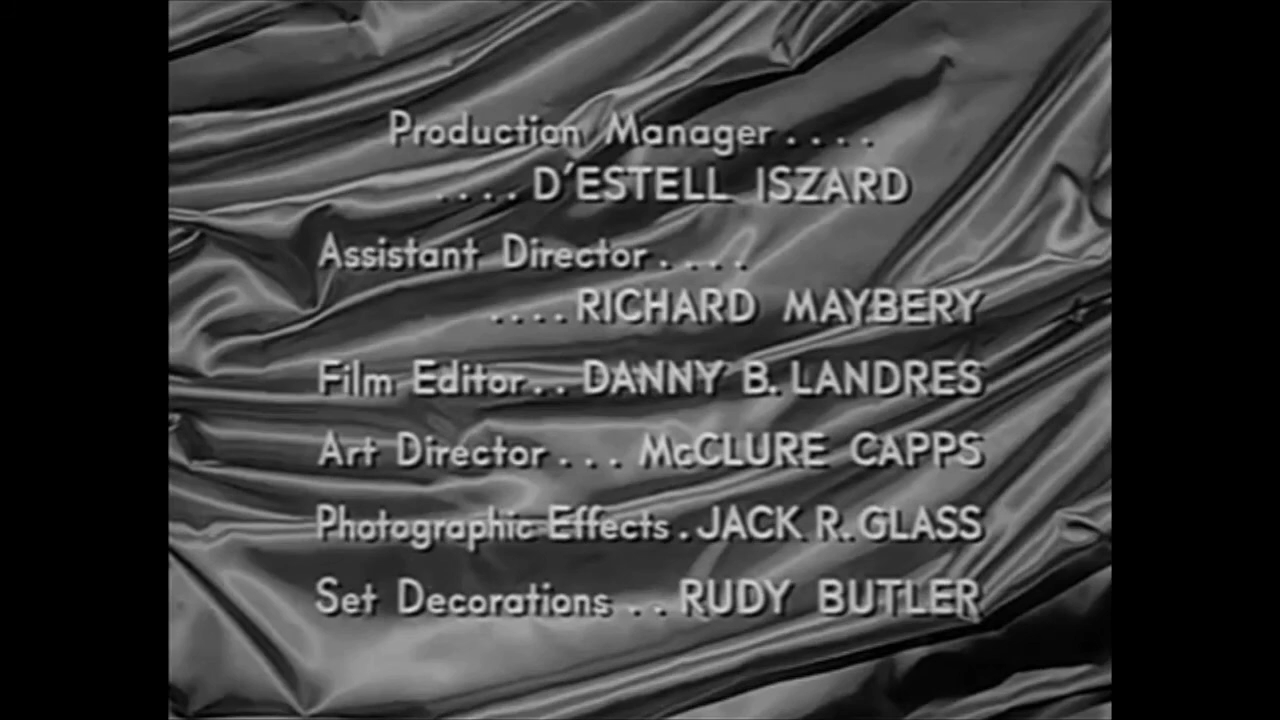 Production Manager . . . .
. . . . D'ESTELL ISZARD
Assistant Director . . . .
. . . . RICHARD MAYBERY
Film Editor . . DANNY B. LANDRES
Art Director . . . McCLURE CAPPS
Photographic Effects . JACK R. GLASS
Set Decorations . . RUDY BUTLER